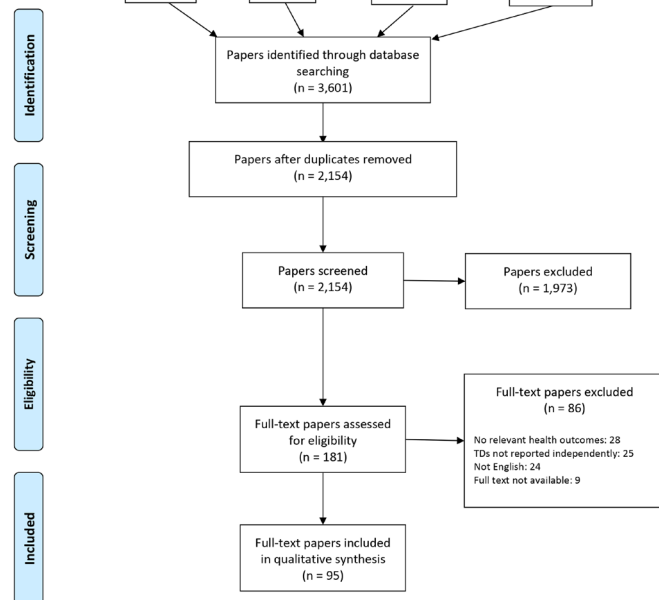 Identification
Papers identified through database
searching
(n = 3,601)
Papers after duplicates removed
(n = 2,154)
Screening
Papers screened
(n = 2,154)
Papers excluded
(n = 1,973)
Eligibility
Full-text papers assessed
for eligibility
(n = 181)
Full-text papers excluded
(n = 86)
No relevant health outcomes: 28
TDs not reported independently: 25
Not English: 24
Full text not available: 9
Included
Full-text papers included
in qualitative synthesis
(n = 95)